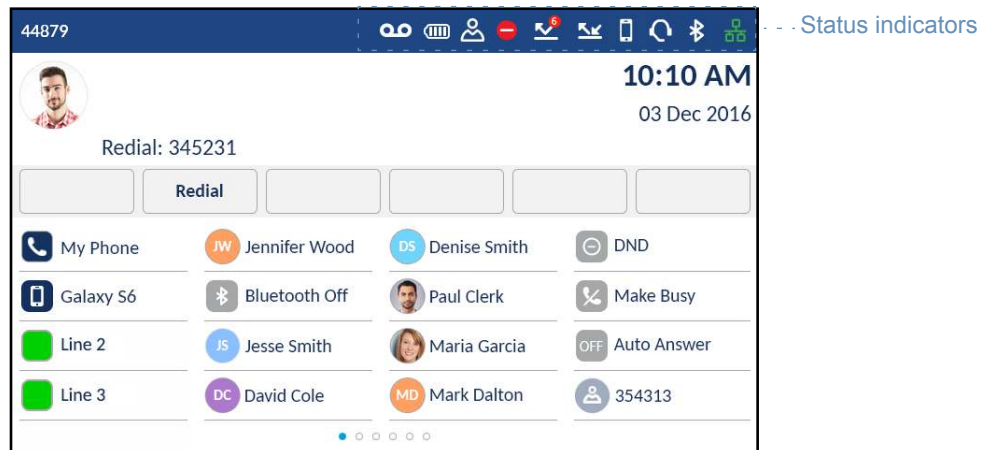 44879
6
Status indicators
10:10 AM
03 Dec 2016
Redial: 345231
Redial
My Phone
JW Jennifer Wood
DS Denise Smith
DND
Galaxy S6
Bluetooth Off
Paul Clerk
Make Busy
Line 2
JS Jesse Smith
Maria Garcia
OFF Auto Answer
Line 3
DC David Cole
MD Mark Dalton
354313